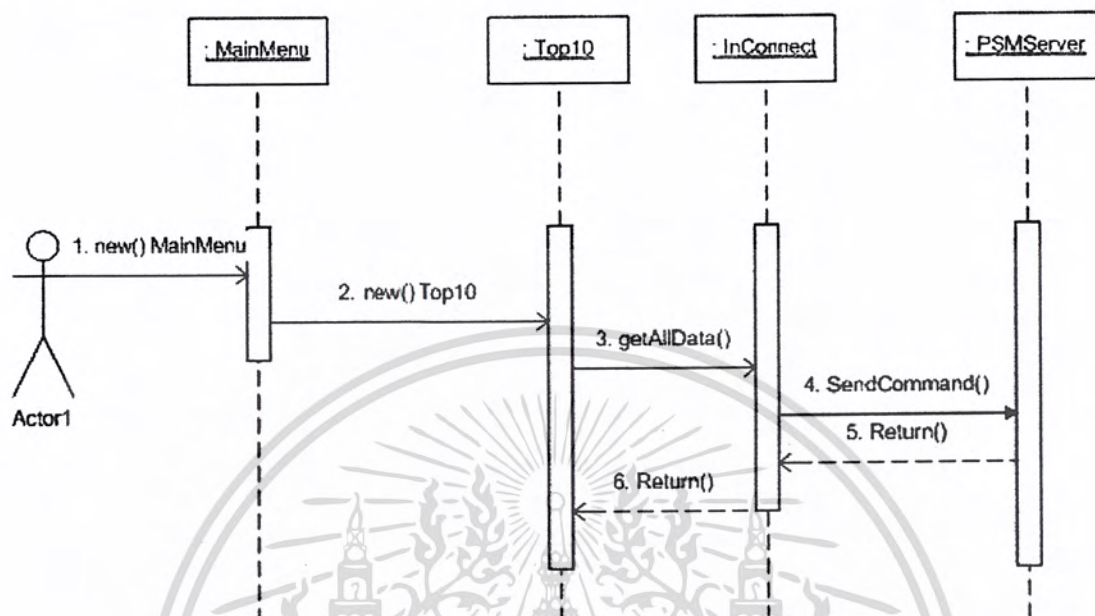 : MainMenu
: Top10
: InConnect
: PSMServer
1. new() MainMenu
2. new() Top10
3. getAllData()
4. SendCommand()
5. Return()
6. Return()
Actor1